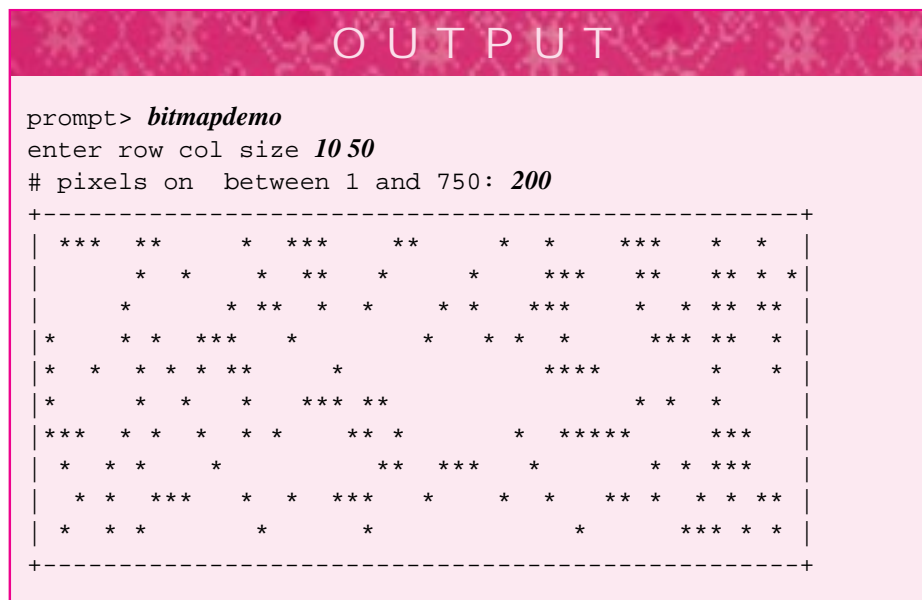 OUTPUT
prompt> bitmapdemo
enter row col size 10 50
# pixels on  between 1 and 750: 200
+--------------------------------------------------+
| ***  **     *  ***    **     *  *    ***   *  *  |
|      *  *    *  **   *     *    ***   **   ** * *|
|     *      * **  *  *    * *   ***    *  * ** ** |
|*    * *  ***   *        *   * *  *     *** **  * |
|*  *  * * * **     *             ****       *   * |
|*     *  *   *   *** **                * *  *     |
|***  * *  *  * *    ** *       *  *****     ***   |
| *  * *    *          **  ***   *       * * ***   |
|  * *  ***   *  *  ***   *    *  *   ** *  * * ** |
| *  * *       *      *             *      *** * * |
+--------------------------------------------------+